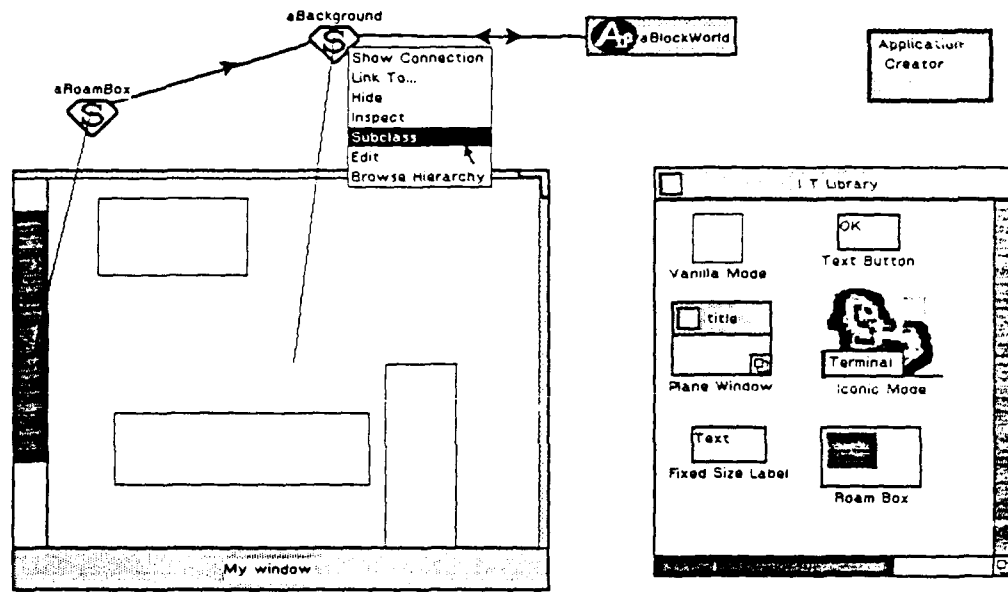 aBackground
S
Ap aBlockWorld
Application
Creator
aRoamBox
S
Show Connection
Link To...
Hide
Inspect
Subclass
Edit
Browse Hierarchy
My window
I T Library
OK
Vanilla Mode
Text Button
title
Terminal
Plane Window
Iconic Mode
Text
Fixed Size Label
Roam Box